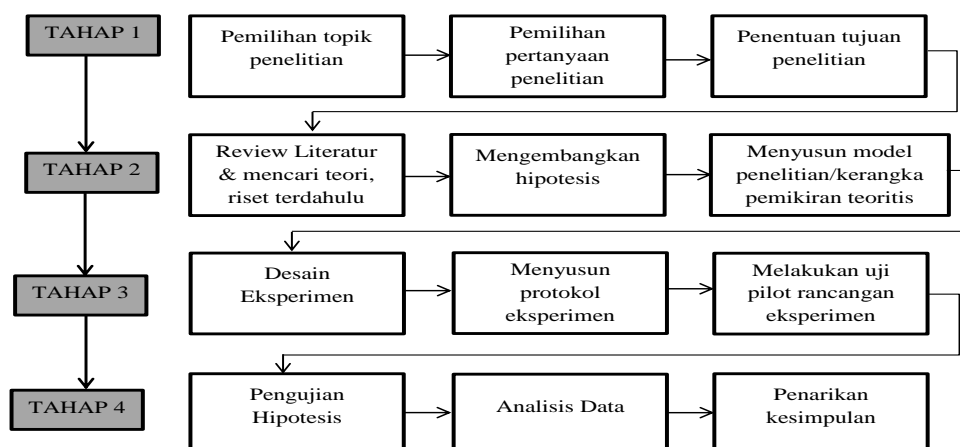 TAHAP 1
Pemilihan topik
penelitian
Pemilihan
pertanyaan
penelitian
Penentuan tujuan
penelitian
TAHAP 2
Review Literatur
& mencari teori,
riset terdahulu
Mengembangkan
hipotesis
Menyusun model
penelitian/kerangka
pemikiran teoritis
TAHAP 3
Desain
Eksperimen
Menyusun
protokol
eksperimen
Melakukan uji
pilot rancangan
eksperimen
TAHAP 4
Pengujian
Hipotesis
Analisis Data
Penarikan
kesimpulan